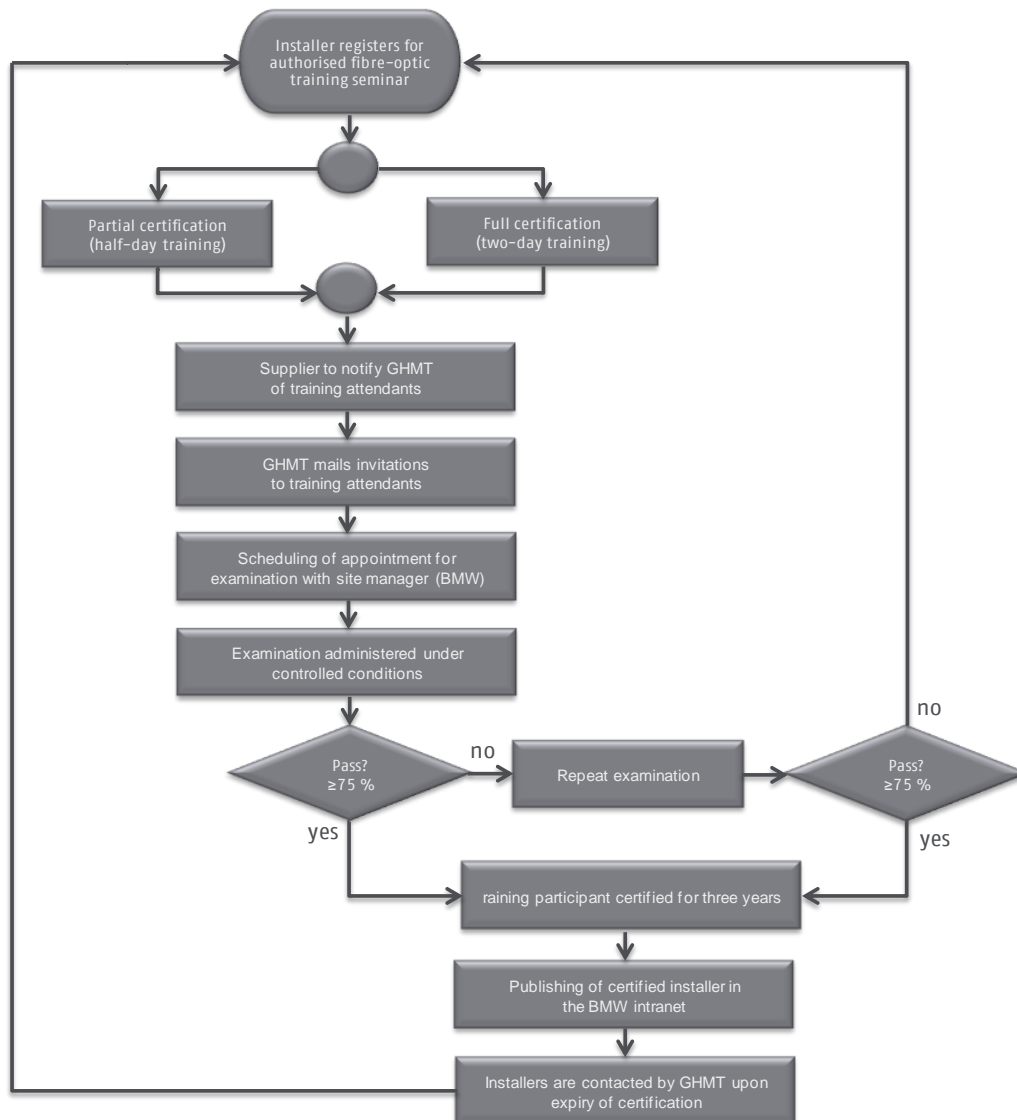 Installer registers for
authorised fibre-optic
training seminar
Partial certification
(half-day training)
Full certification
(two-day training)
Supplier to notify GHMT
of training attendants
GHMT mails invitations
to training attendants
Scheduling of appointment for
examination with site manager (BMW)
Examination administered under
controlled conditions
Pass?
≥75 %
no
Repeat examination
Pass?
≥75 %
no
yes
yes
raining participant certified for three years
Publishing of certified installer in
the BMW intranet
Installers are contacted by GHMT upon
expiry of certification